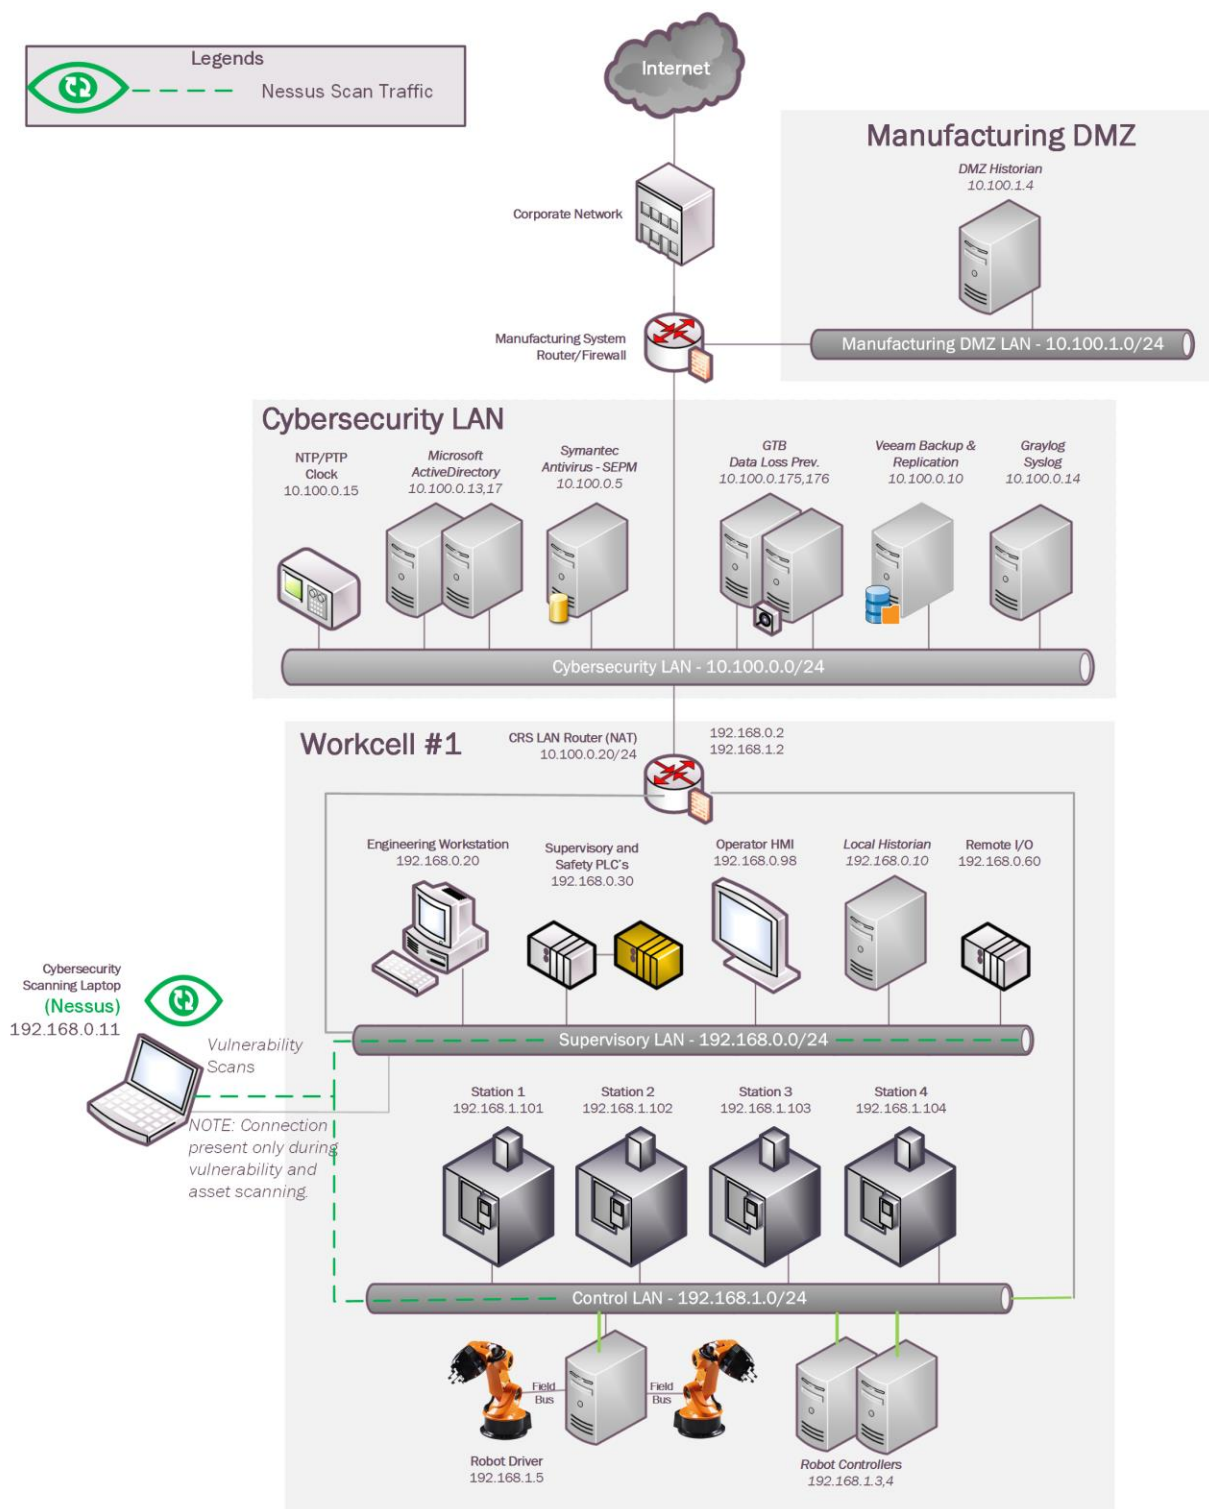 Legends
Nessus Scan Traffic
Internet
Manufacturing DMZ
DMZ Historian
10.100.1.4
Corporate Network
Manufacturing System
Router/Firewall
Manufacturing DMZ LAN - 10.100.1.0/24
Cybersecurity LAN
NTP/PTP
Clock
10.100.0.15
Microsoft
ActiveDirectory
10.100.0.13,17
Symantec
Antivirus - SEPM
10.100.0.5
GTB
Data Loss Prev.
10.100.0.175,176
Veeam Backup &
Replication
10.100.0.10
Graylog
Syslog
10.100.0.14
Cybersecurity LAN - 10.100.0.0/24
Workcell #1
CRS LAN Router (NAT)
10.100.0.20/24
192.168.0.2
192.168.1.2
Engineering Workstation
192.168.0.20
Supervisory and
Safety PLC's
192.168.0.30
Operator HMI
192.168.0.98
Local Historian
192.168.0.10
Remote I/O
192.168.0.60
Cybersecurity
Scanning Laptop
(Nessus)
192.168.0.11
Supervisory LAN - 192.168.0.0/24
Vulnerability
Scans
NOTE: Connection
present only during
vulnerability and
asset scanning.
Station 1
192.168.1.101
Station 2
192.168.1.102
Station 3
192.168.1.103
Station 4
192.168.1.104
Control LAN - 192.168.1.0/24
Field
Bus
Field
Bus
Robot Driver
192.168.1.5
Robot Controllers
192.168.1.3,4